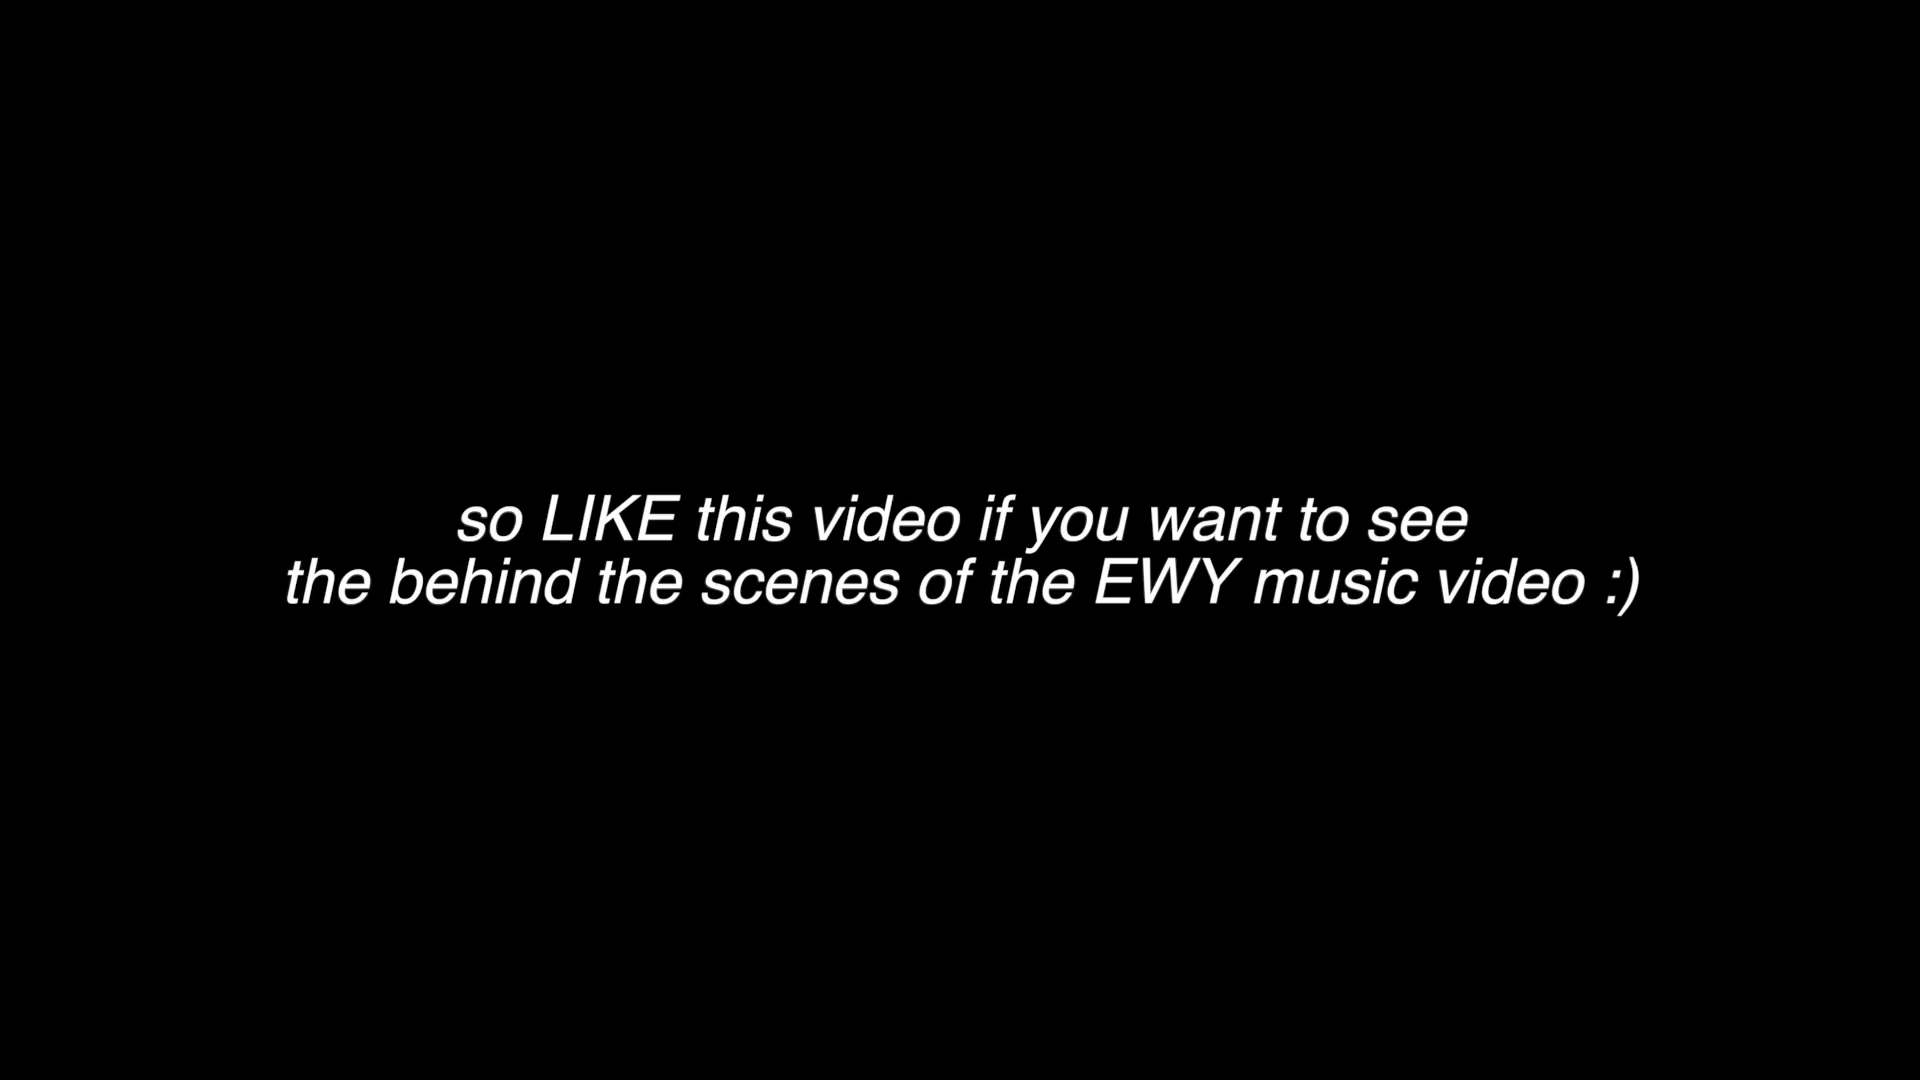 so LIKE this video if you want to see
the behind the scenes of the EWY music video :)